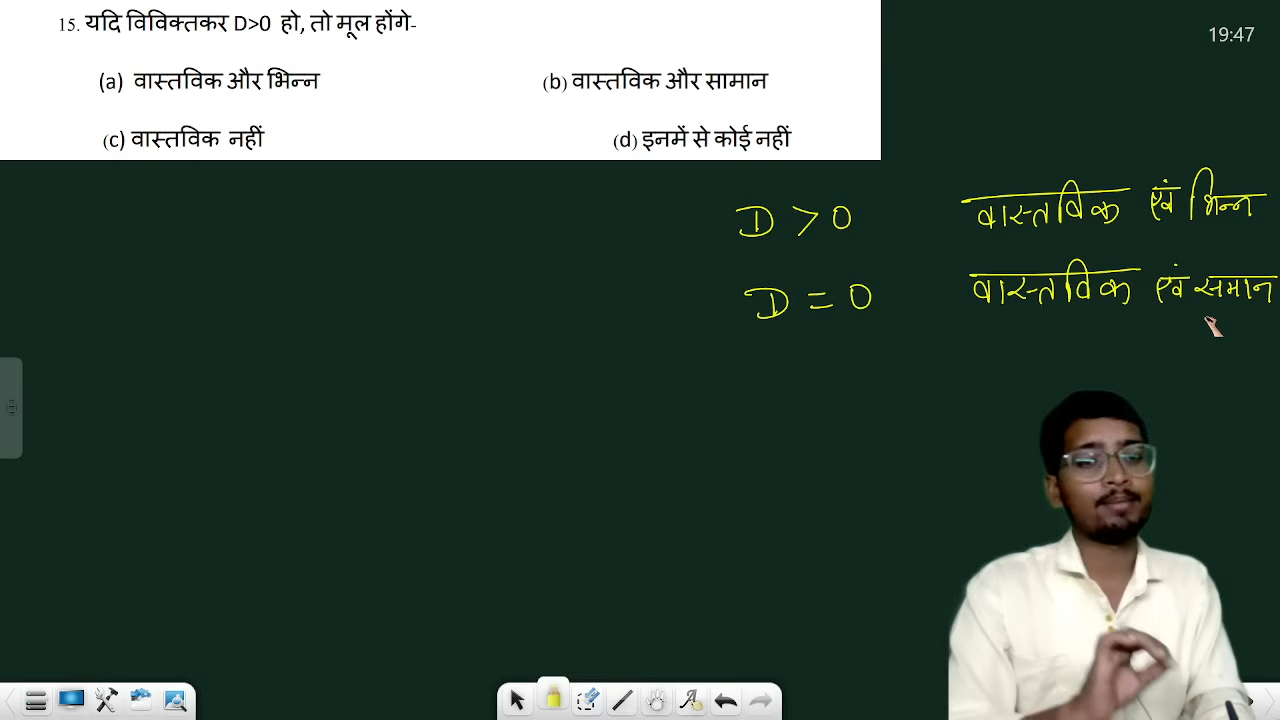 15. यदि विविक्तकर D>0 हो, तो मूल होंगे-
(a) वास्तविक और भिन्न
(b) वास्तविक और सामान
(c) वास्तविक नहीं
(d) इनमें से कोई नहीं
19:47
D > 0 वास्तविक एवं भिन्न
D = 0 वास्तविक एवं समान